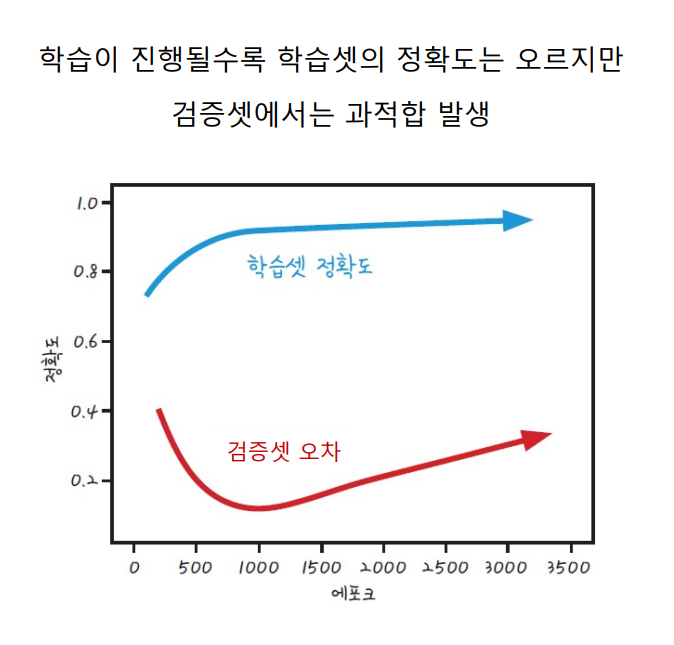 학습이 진행될수록 학습셋의 정확도는 오르지만
검증셋에서는 과적합 발생
1.0
0.8
0.6
0.4
0.2
정확도
학습셋 정확도
검증셋 오차
0 500 1000 1500 2000 2500 3000 3500
에포크